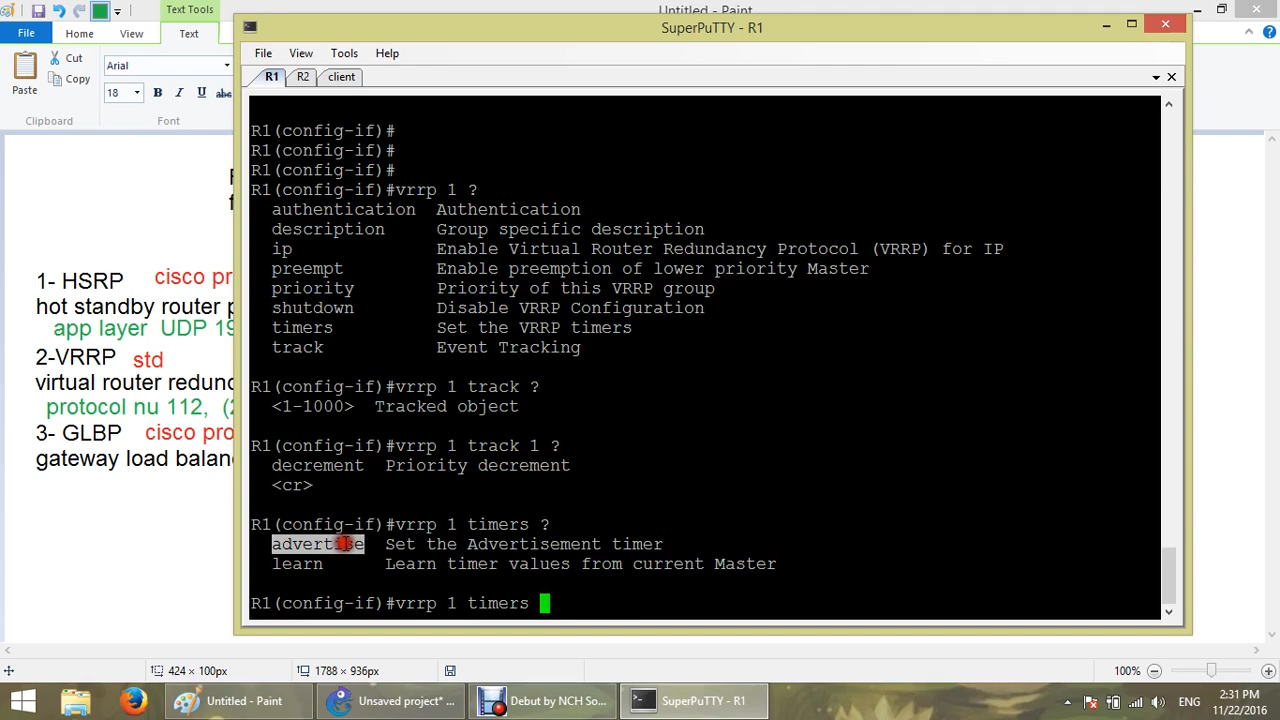 Text Tools
Untitled - Paint
SuperPuTTY - R1
File
Home
View
Text
File View Tools Help
Paste
Cut
Copy
Clipboard
Arial
18
B I U abc
Font
R1 R2 client
R1(config-if)#
R1(config-if)#
R1(config-if)#
R1(config-if)#vrrp 1 ?
authentication Authentication
description Group specific description
ip Enable Virtual Router Redundancy Protocol (VRRP) for IP
preempt Enable preemption of lower priority Master
priority Priority of this VRRP group
shutdown Disable VRRP Configuration
timers Set the VRRP timers
track Event Tracking
R1(config-if)#vrrp 1 track ?
<1-1000> Tracked object
R1(config-if)#vrrp 1 track 1 ?
decrement Priority decrement
<cr>
R1(config-if)#vrrp 1 timers ?
advertise Set the Advertisement timer
learn Learn timer values from current Master
R1(config-if)#vrrp 1 timers
1- HSRP cisco pro
hot standby router p
app layer UDP 19
2-VRRP std
virtual router redund
protocol nu 112, (2
3- GLBP cisco pro
gateway load balan
424 × 100px
1788 × 936px
100%
Untitled - Paint
Unsaved project*...
Debut by NCH So...
SuperPuTTY - R1
ENG
2:31 PM
11/22/2016